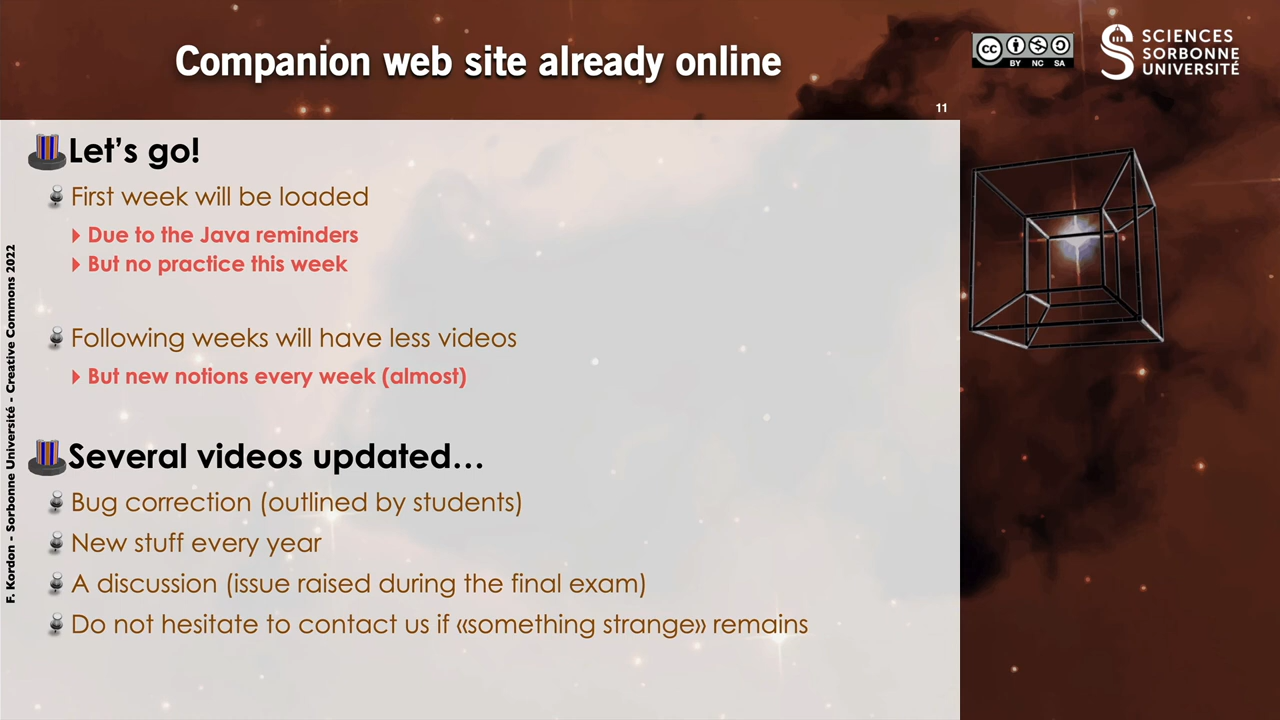 Companion web site already online
CC BY NC SA
SCIENCES
SORBONNE
UNIVERSITÉ
11
Let's go!
First week will be loaded
Due to the Java reminders
But no practice this week
Following weeks will have less videos
But new notions every week (almost)
Several videos updated…
Bug correction (outlined by students)
New stuff every year
A discussion (issue raised during the final exam)
Do not hesitate to contact us if «something strange» remains
F. Kordon - Sorbonne Université - Creative Commons 2022